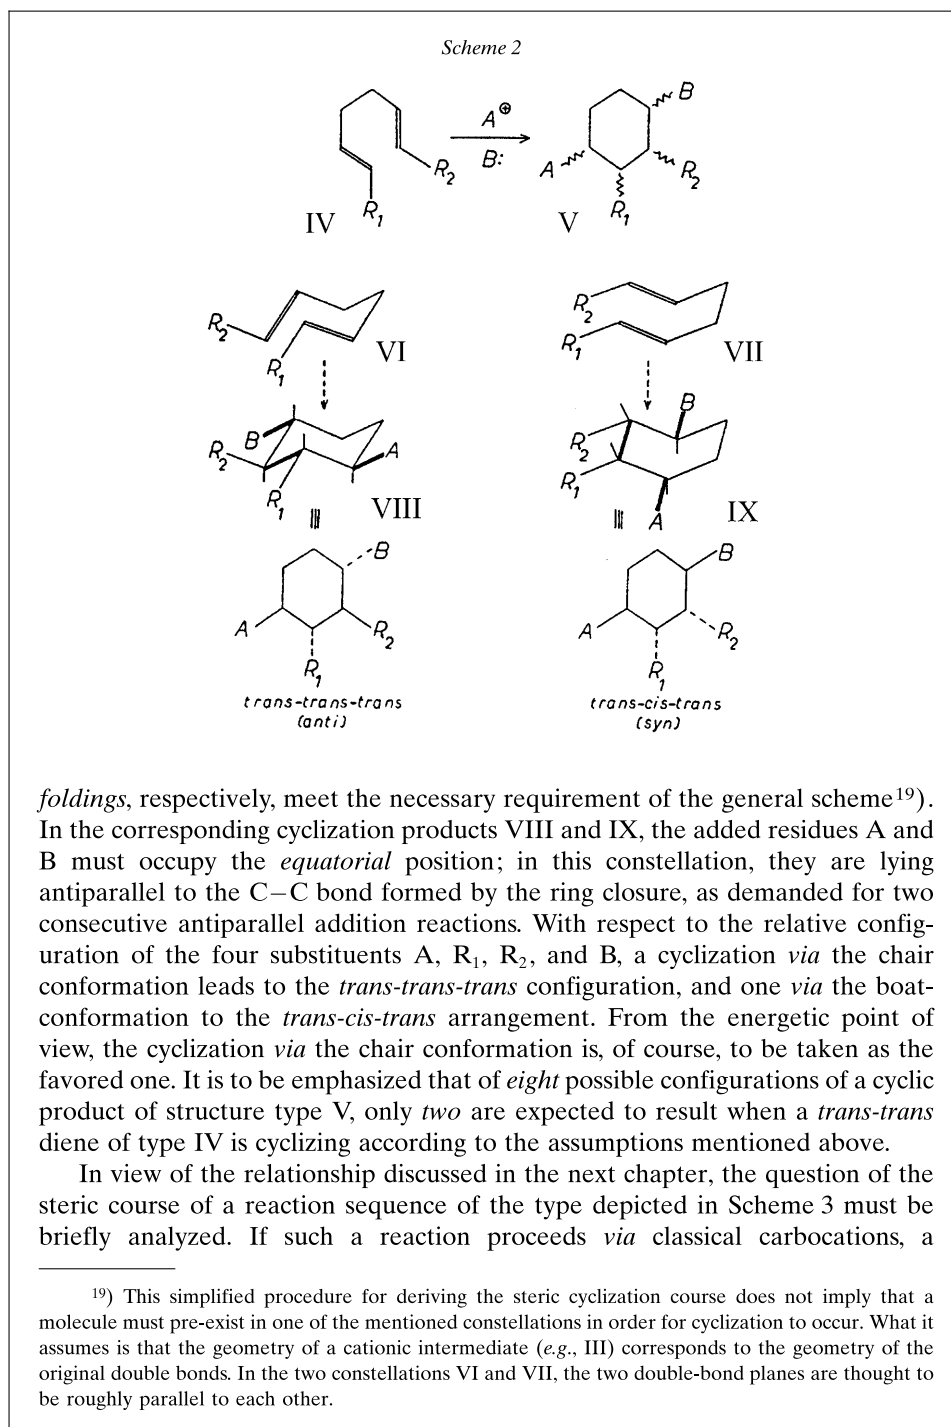 Scheme 2
A⊕
B:
B
R₂
A
R₂
R₁
R₁
IV
V
R₂
R₁
VI
R₂
R₁
VII
B
R₂
A
R₁
VIII
B
R₂
R₁
A
IX
B
A
R₂
R₁
trans-trans-trans
(anti)
B
A
R₂
R₁
trans-cis-trans
(syn)
foldings, respectively, meet the necessary requirement of the general scheme¹⁹).
In the corresponding cyclization products VIII and IX, the added residues A and
B must occupy the equatorial position; in this constellation, they are lying
antiparallel to the C–C bond formed by the ring closure, as demanded for two
consecutive antiparallel addition reactions. With respect to the relative config-
uration of the four substituents A, R₁, R₂, and B, a cyclization via the chair
conformation leads to the trans-trans-trans configuration, and one via the boat-
conformation to the trans-cis-trans arrangement. From the energetic point of
view, the cyclization via the chair conformation is, of course, to be taken as the
favored one. It is to be emphasized that of eight possible configurations of a cyclic
product of structure type V, only two are expected to result when a trans-trans
diene of type IV is cyclizing according to the assumptions mentioned above.
In view of the relationship discussed in the next chapter, the question of the
steric course of a reaction sequence of the type depicted in Scheme 3 must be
briefly analyzed. If such a reaction proceeds via classical carbocations, a
¹⁹) This simplified procedure for deriving the steric cyclization course does not imply that a
molecule must pre-exist in one of the mentioned constellations in order for cyclization to occur. What it
assumes is that the geometry of a cationic intermediate (e.g., III) corresponds to the geometry of the
original double bonds. In the two constellations VI and VII, the two double-bond planes are thought to
be roughly parallel to each other.